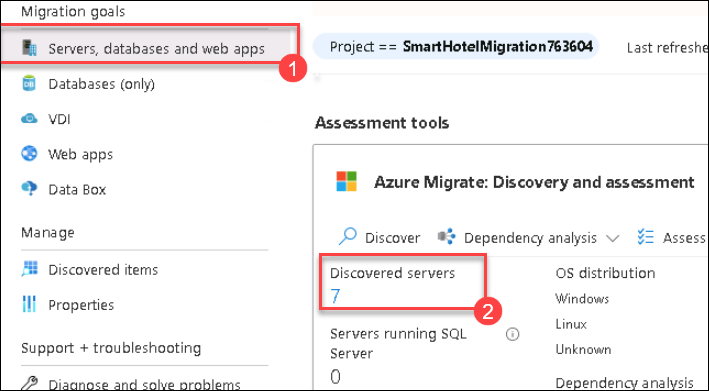 Migration goals
Servers, databases and web apps
1
Databases (only)
VDI
Web apps
Data Box
Manage
Discovered items
Properties
Support + troubleshooting
Diagnose and solve problems
Project == SmartHotelMigration763604
Last refreshe
Assessment tools
Azure Migrate: Discovery and assessment
Discover
Dependency analysis
Assess
Discovered servers
7
2
Servers running SQL
Server
0
OS distribution
Windows
Linux
Unknown
Dependency analysis